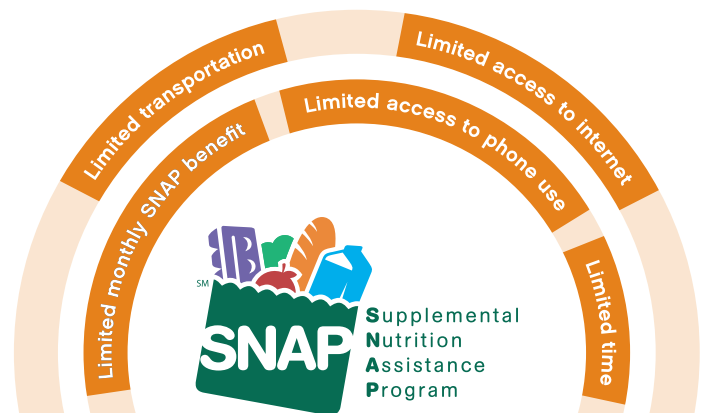 Limited transportation
Limited access to internet
Limited monthly SNAP benefit
Limited access to phone use
Limited time
SM
SNAP
Supplemental
Nutrition
Assistance
Program